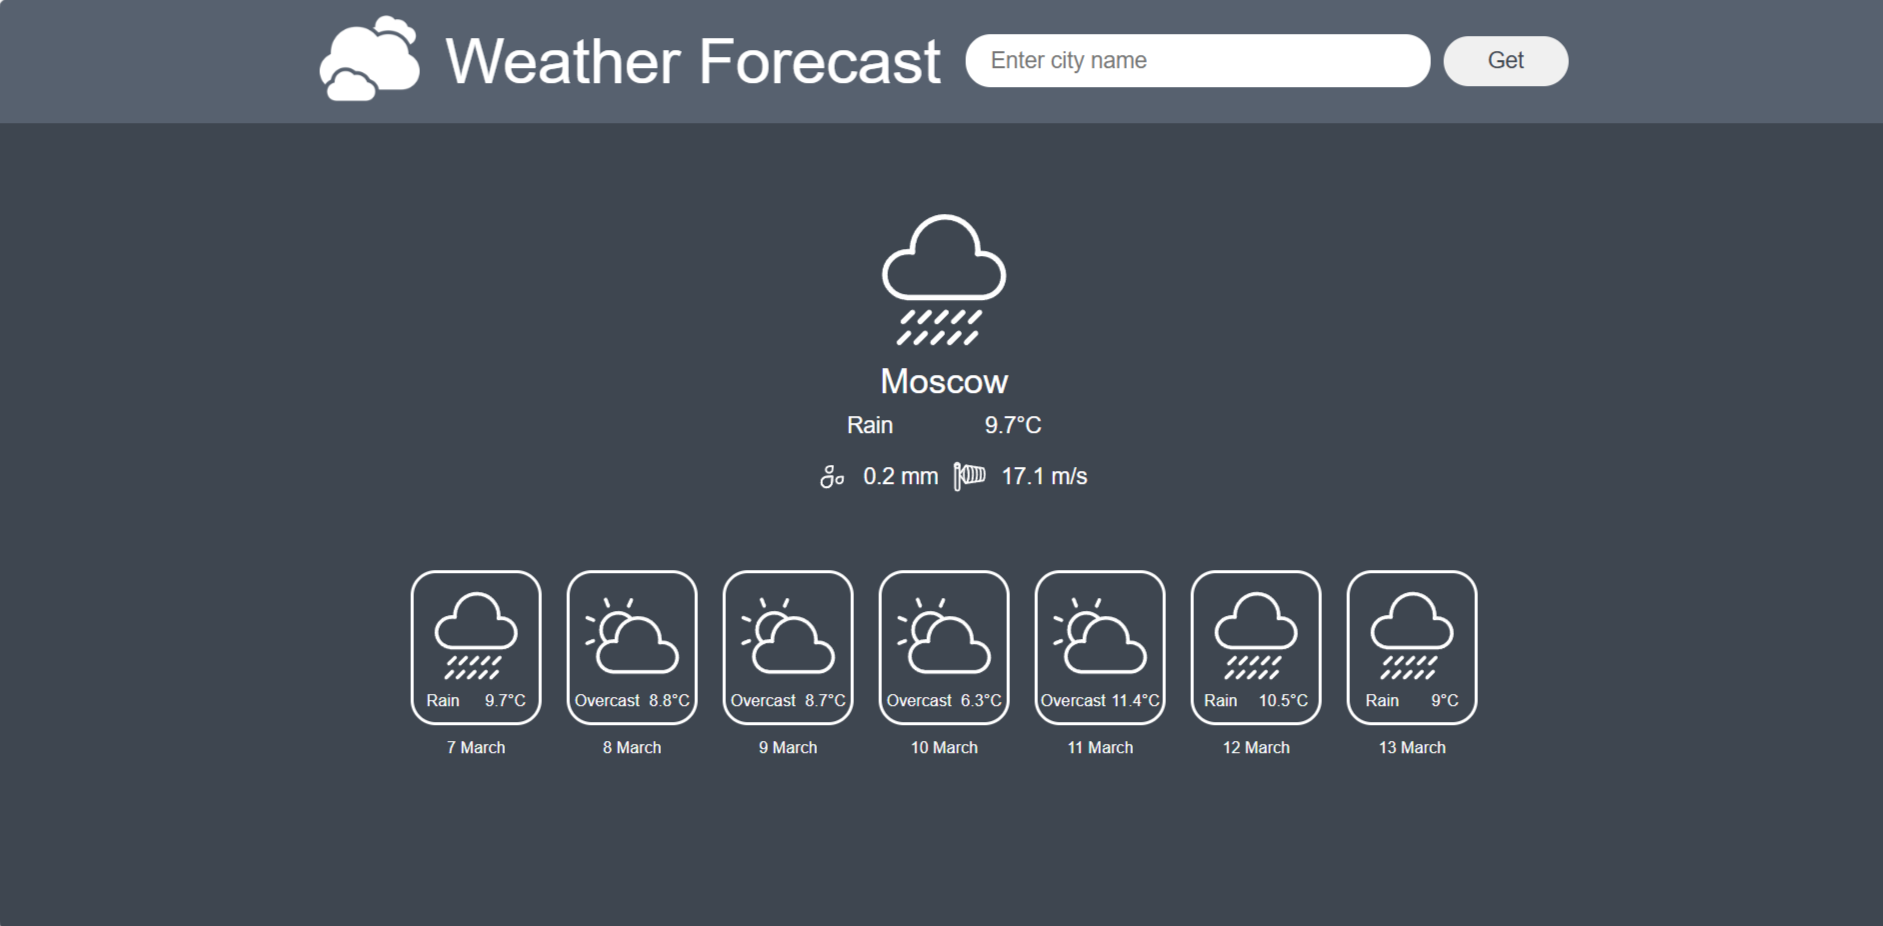 Weather Forecast Enter city name Get
Moscow
Rain 9.7°C
0.2 mm 17.1 m/s
Rain 9.7°C Overcast 8.8°C Overcast 8.7°C Overcast 6.3°C Overcast 11.4°C Rain 10.5°C Rain 9°C
7 March 8 March 9 March 10 March 11 March 12 March 13 March